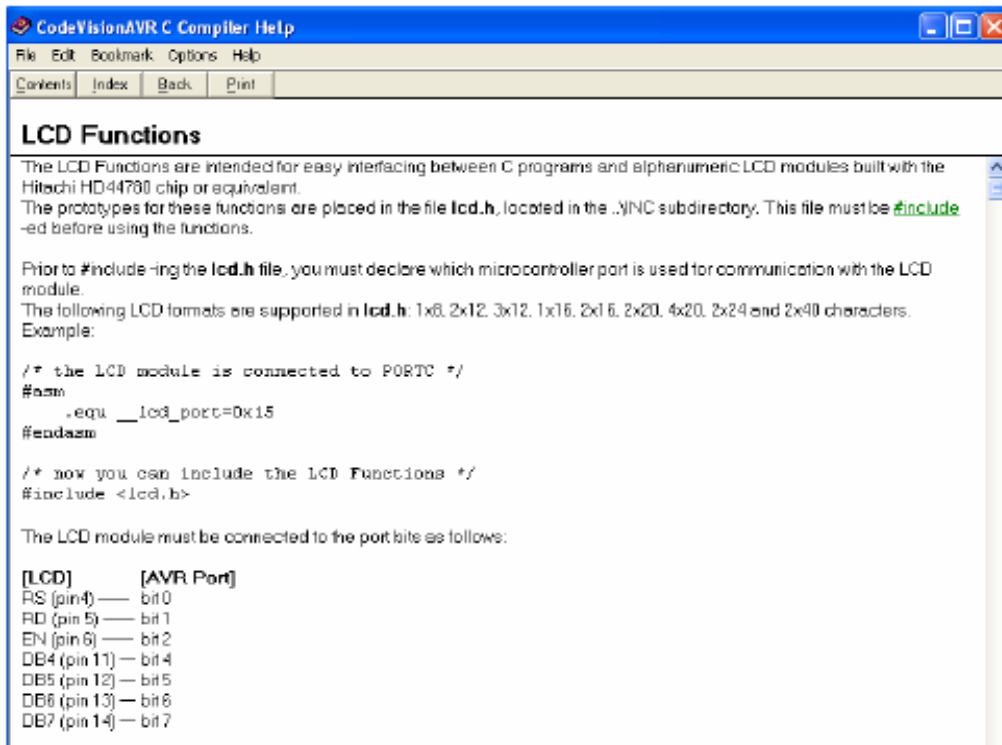 CodeVisionAVR C Compiler Help
File Edit Bookmark Options Help
Contents Index Back Print
LCD Functions
The LCD Functions are intended for easy interfacing between C programs and alphanumeric LCD modules built with the
Hitachi HD44780 chip or equivalent.
The prototypes for these functions are placed in the file lcd.h, located in the ..\INC subdirectory. This file must be #include
-ed before using the functions.
Prior to #include -ing the lcd.h file, you must declare which microcontroller port is used for communication with the LCD
module.
The following LCD formats are supported in lcd.h: 1x8, 2x12, 3x12, 1x16, 2x16, 2x20, 4x20, 2x24 and 2x40 characters.
Example:
/* the LCD module is connected to PORTC */
#asm
.equ __lcd_port=0x15
#endasm
/* now you can include the LCD Functions */
#include <lcd.h>
The LCD module must be connected to the port bits as follows:
[LCD] [AVR Port]
RS (pin4) —— bit 0
RD (pin 5) —— bit 1
EN (pin 6) —— bit 2
DB4 (pin 11) — bit 4
DB5 (pin 12) — bit 5
DB6 (pin 13) — bit 6
DB7 (pin 14) — bit 7